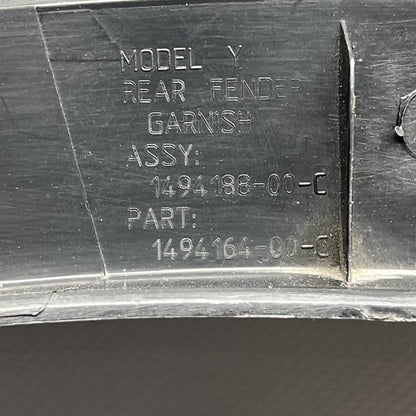 MODEL Y
REAR FENDER
GARNISH
ASSY:
1494188-00-C
PART:
1494164-00-C